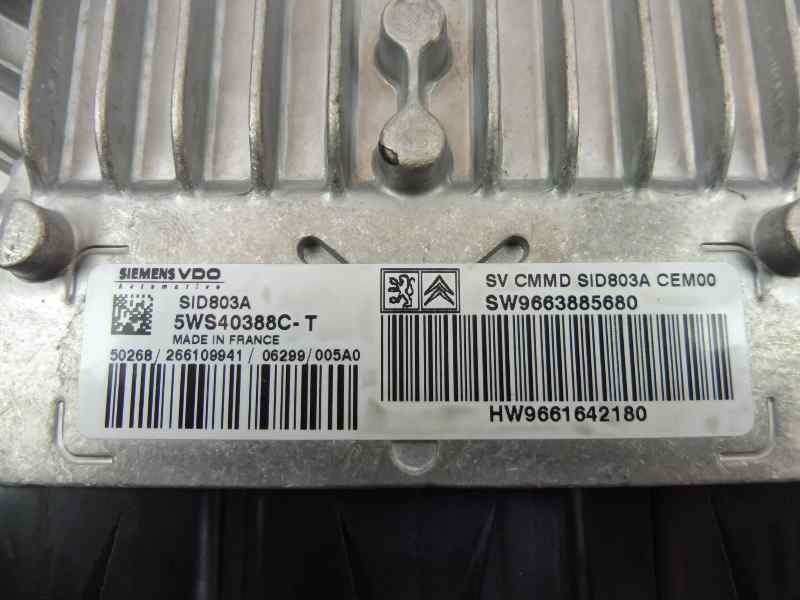 SIEMENS VDO
Automotive
SID803A
5WS40388C-T
MADE IN FRANCE
50268/266109941/06299/005A0
SV CMMD SID803A CEM00
SW9663885680
HW9661642180